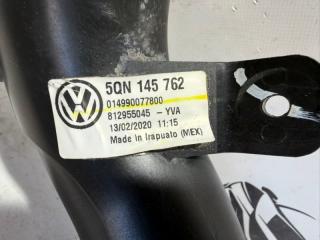 5QN 145 762
014990077800
812955045 - YVA
13/02/2020 11:15
Made in Irapuato (MEX)